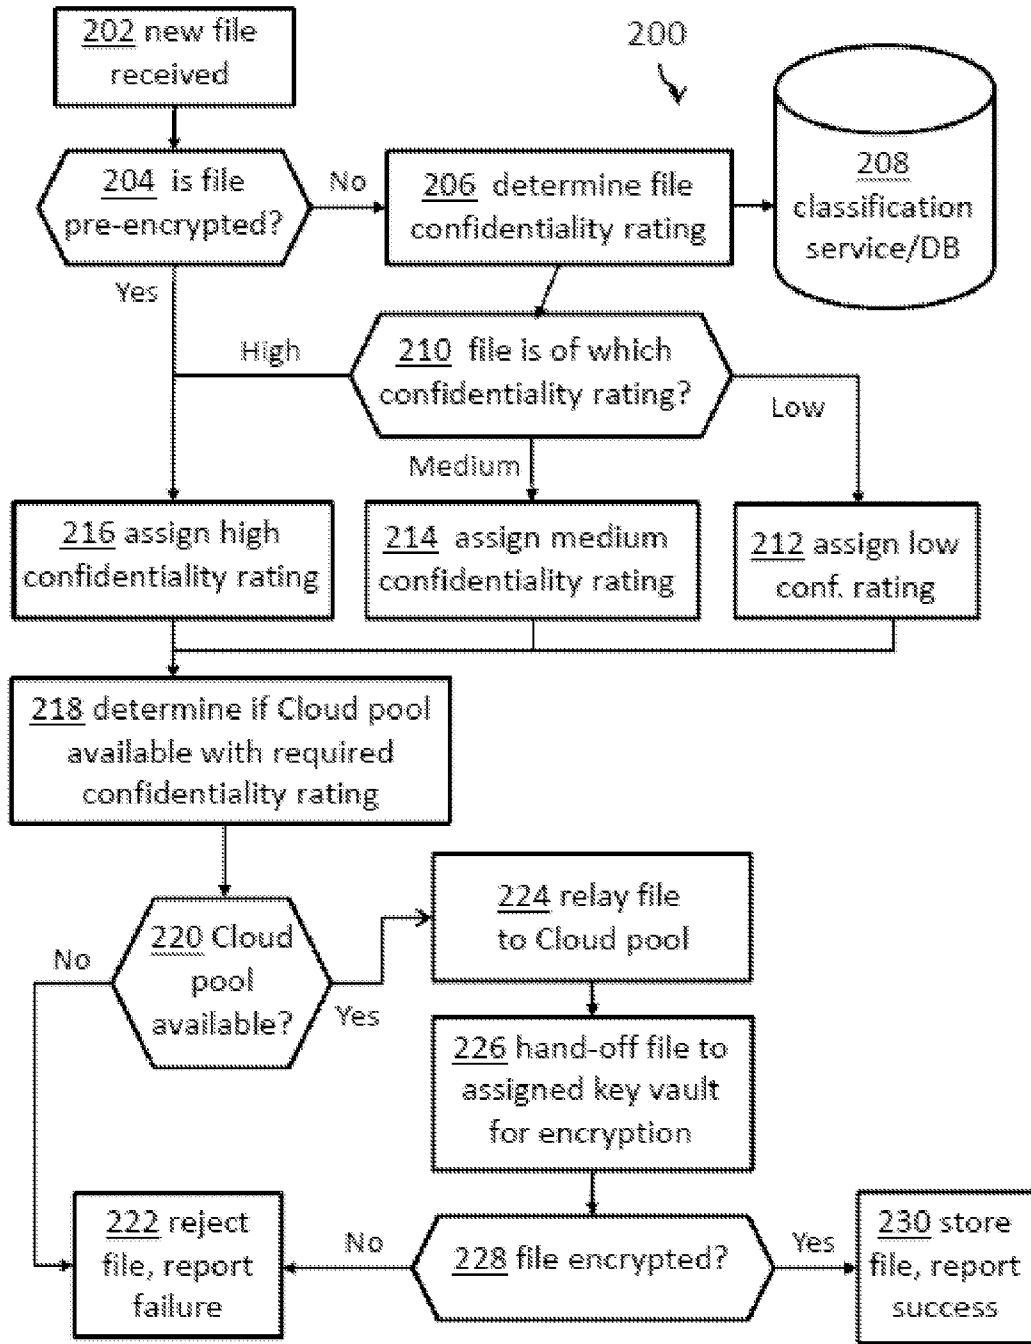 202 new file
received
200
204 is file
pre-encrypted?
No
206 determine file
confidentiality rating
208
classification
service/DB
Yes
High
210 file is of which
confidentiality rating?
Low
Medium
216 assign high
confidentiality rating
214 assign medium
confidentiality rating
212 assign low
conf. rating
218 determine if Cloud pool
available with required
confidentiality rating
220 Cloud
pool
available?
No
Yes
224 relay file
to Cloud pool
226 hand-off file to
assigned key vault
for encryption
222 reject
file, report
failure
No
228 file encrypted?
Yes
230 store
file, report
success